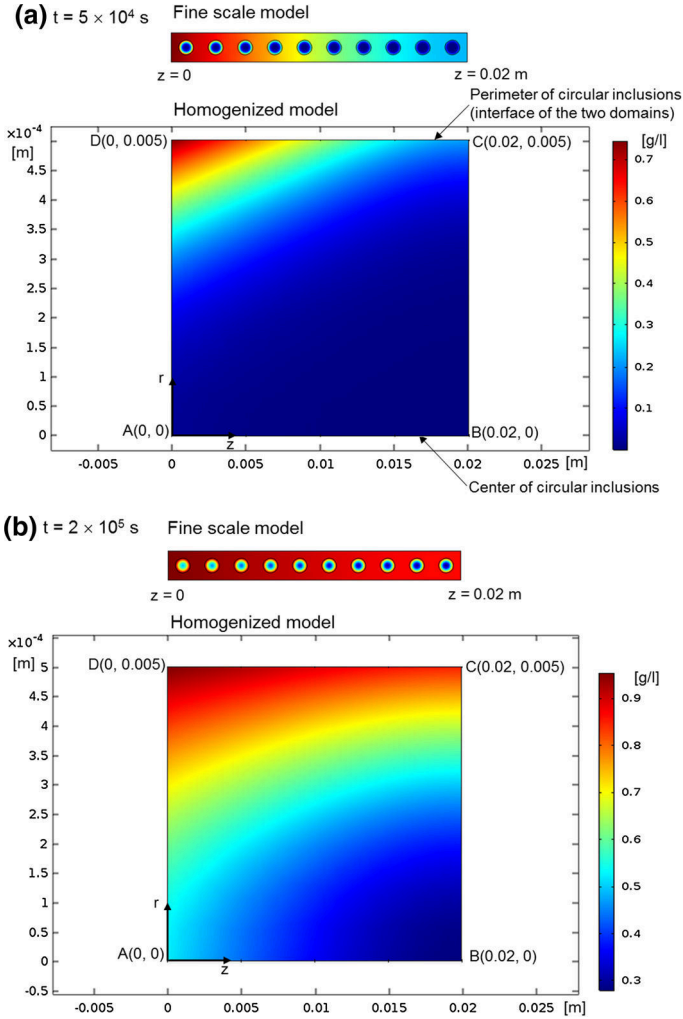 (a) t = 5 × 10⁴ s Fine scale model
z = 0 z = 0.02 m
Perimeter of circular inclusions
(interface of the two domains)
Homogenized model
×10⁻⁴
[m]
D(0, 0.005) C(0.02, 0.005) [g/l]
5
4.5
4
3.5
3
2.5
2
1.5
1
0.5
0
0.7
0.6
0.5
0.4
0.3
0.2
0.1
r
A(0, 0) z B(0.02, 0)
-0.005 0 0.005 0.01 0.015 0.02 0.025 [m]
Center of circular inclusions
(b) t = 2 × 10⁵ s Fine scale model
z = 0 z = 0.02 m
Homogenized model
×10⁻⁴
[m]
D(0, 0.005) C(0.02, 0.005) [g/l]
5
4.5
4
3.5
3
2.5
2
1.5
1
0.5
0
-0.5
0.9
0.8
0.7
0.6
0.5
0.4
0.3
r
A(0, 0) z B(0.02, 0)
-0.005 0 0.005 0.01 0.015 0.02 0.025 [m]